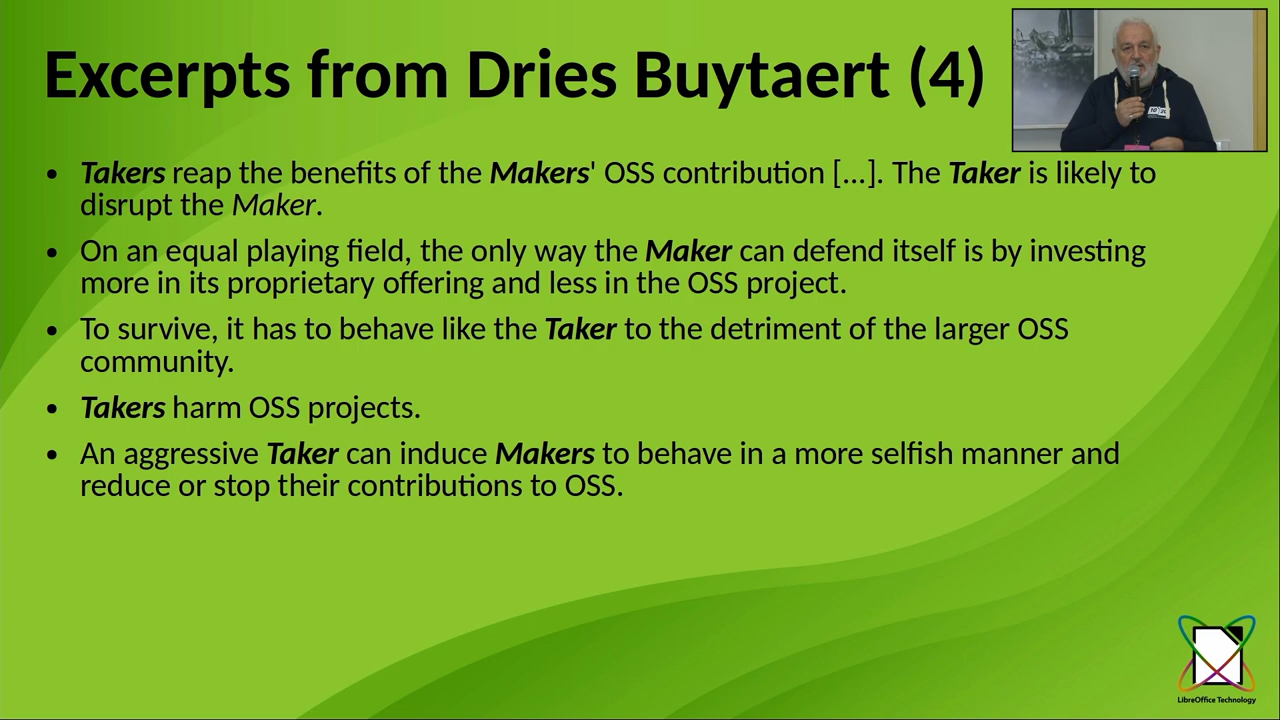 Excerpts from Dries Buytaert (4)
• Takers reap the benefits of the Makers' OSS contribution [...]. The Taker is likely to
disrupt the Maker.
• On an equal playing field, the only way the Maker can defend itself is by investing
more in its proprietary offering and less in the OSS project.
• To survive, it has to behave like the Taker to the detriment of the larger OSS
community.
• Takers harm OSS projects.
• An aggressive Taker can induce Makers to behave in a more selfish manner and
reduce or stop their contributions to OSS.
LibreOffice Technology